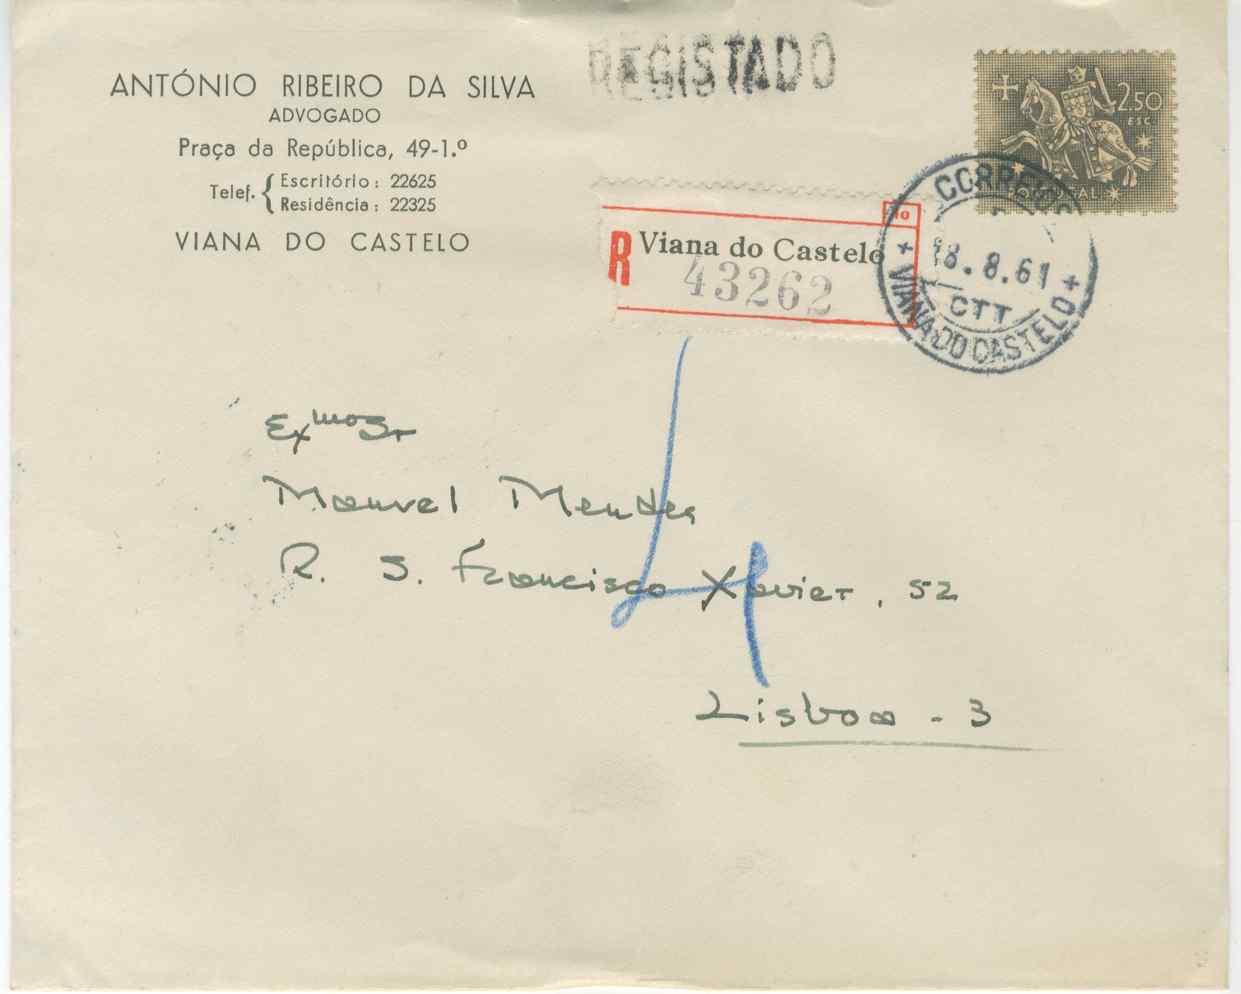 ANTÓNIO RIBEIRO DA SILVA
ADVOGADO
Praça da República, 49-1.º
Telef. { Escritório: 22625
Residência: 22325
VIANA DO CASTELO
REGISTADO
2$50
ESC.
PORTUGAL
R Viana do Castelo No
43262
CORREIOS
18.8.61
CTT
+ VIANA DO CASTELO +
Exmo Sr
Manuel Mendes
R. S. Francisco Xavier, 52
Lisboa - 3